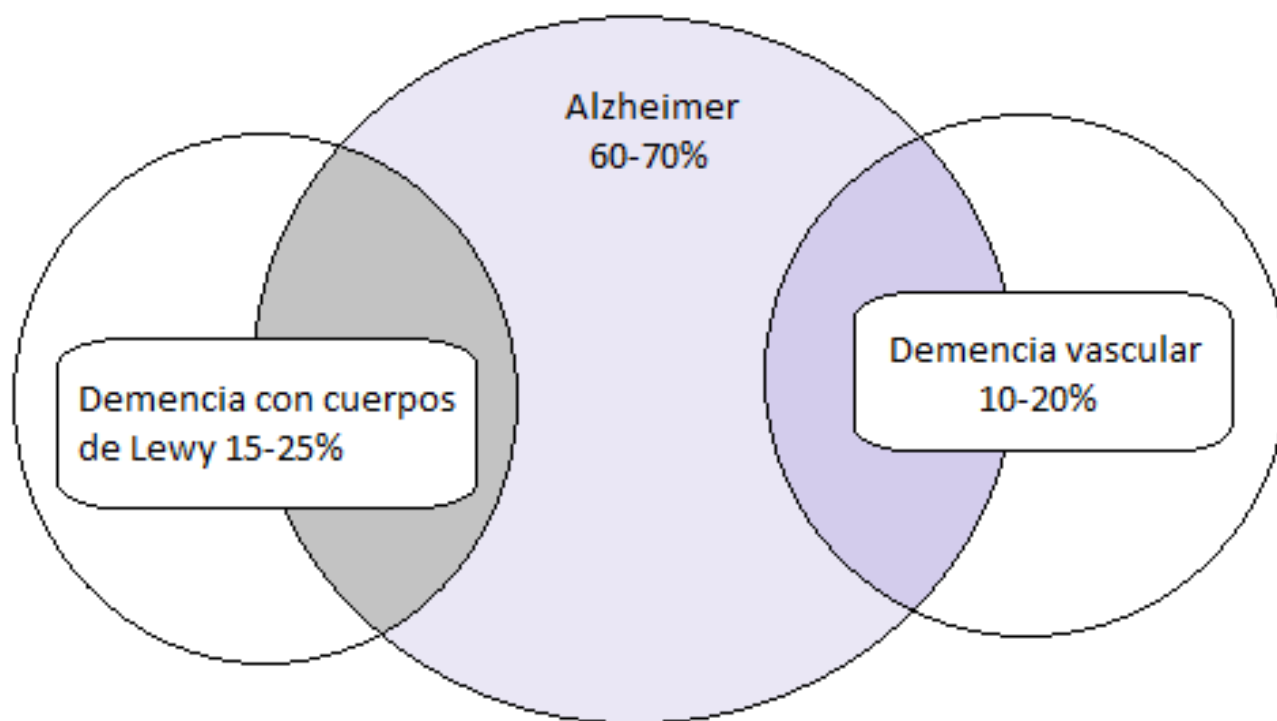 Alzheimer
60-70%
Demencia con cuerpos
de Lewy 15-25%
Demencia vascular
10-20%